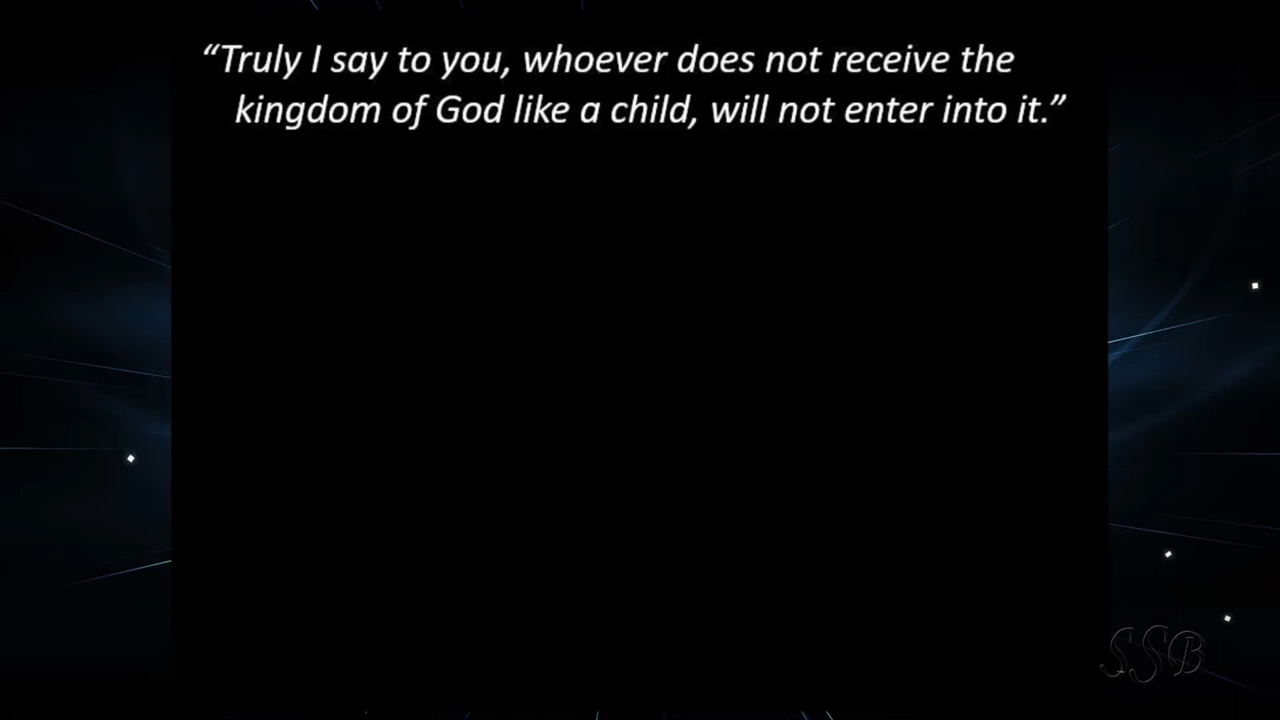 “Truly I say to you, whoever does not receive the
kingdom of God like a child, will not enter into it.”
SSB